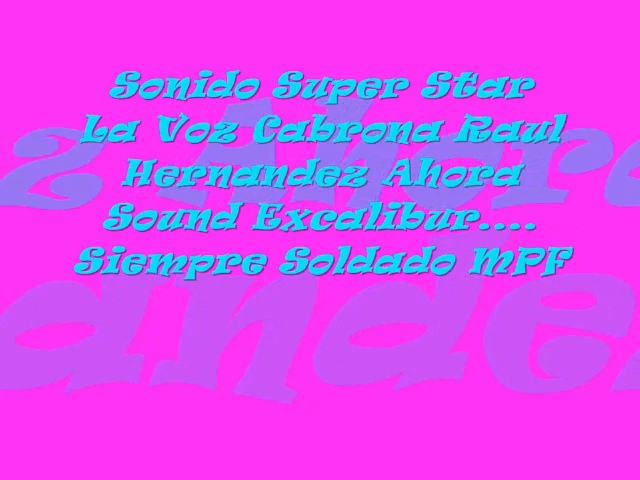 Sonido Super Star
La Voz Cabrona Raul
Hernandez Ahora
Sound Excalibur....
Siempre Soldado MPF